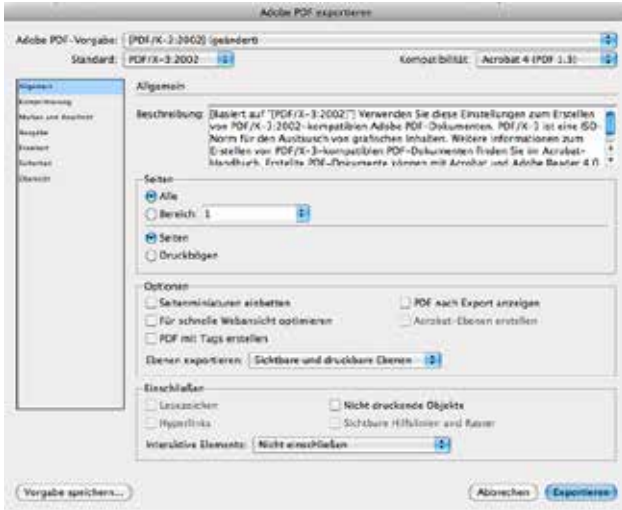 Adobe PDF exportieren
Adobe PDF-Vorgabe: [PDF/X-3:2002] (geändert)
Standard: PDF/X-3:2002
Kompatibilität: Acrobat 4 (PDF 1.3)
Allgemein
Komprimierung
Marken und Anschnitt
Ausgabe
Erweitert
Sicherheit
Übersicht
Allgemein
Beschreibung: [Basiert auf "[PDF/X-3:2002]"] Verwenden Sie diese Einstellungen zum Erstellen
von PDF/X-3:2002-kompatiblen Adobe PDF-Dokumenten. PDF/X-3 ist eine ISO-
Norm für den Austausch von grafischen Inhalten. Weitere Informationen zum
Erstellen von PDF/X-3-kompatiblen PDF-Dokumenten finden Sie im Acrobat-
Handbuch. Erstellte PDF-Dokumente können mit Acrobat und Adobe Reader 4.0
Seiten
Alle
Bereich: 1
Seiten
Druckbögen
Optionen
Seitenminiaturen einbetten
PDF nach Export anzeigen
Für schnelle Webansicht optimieren
Acrobat-Ebenen erstellen
PDF mit Tags erstellen
Ebenen exportieren: Sichtbare und druckbare Ebenen
Einschließen
Lesezeichen
Nicht druckende Objekte
Hyperlinks
Sichtbare Hilfslinien und Raster
Interaktive Elemente: Nicht einschließen
Vorgabe speichern...
Abbrechen
Exportieren